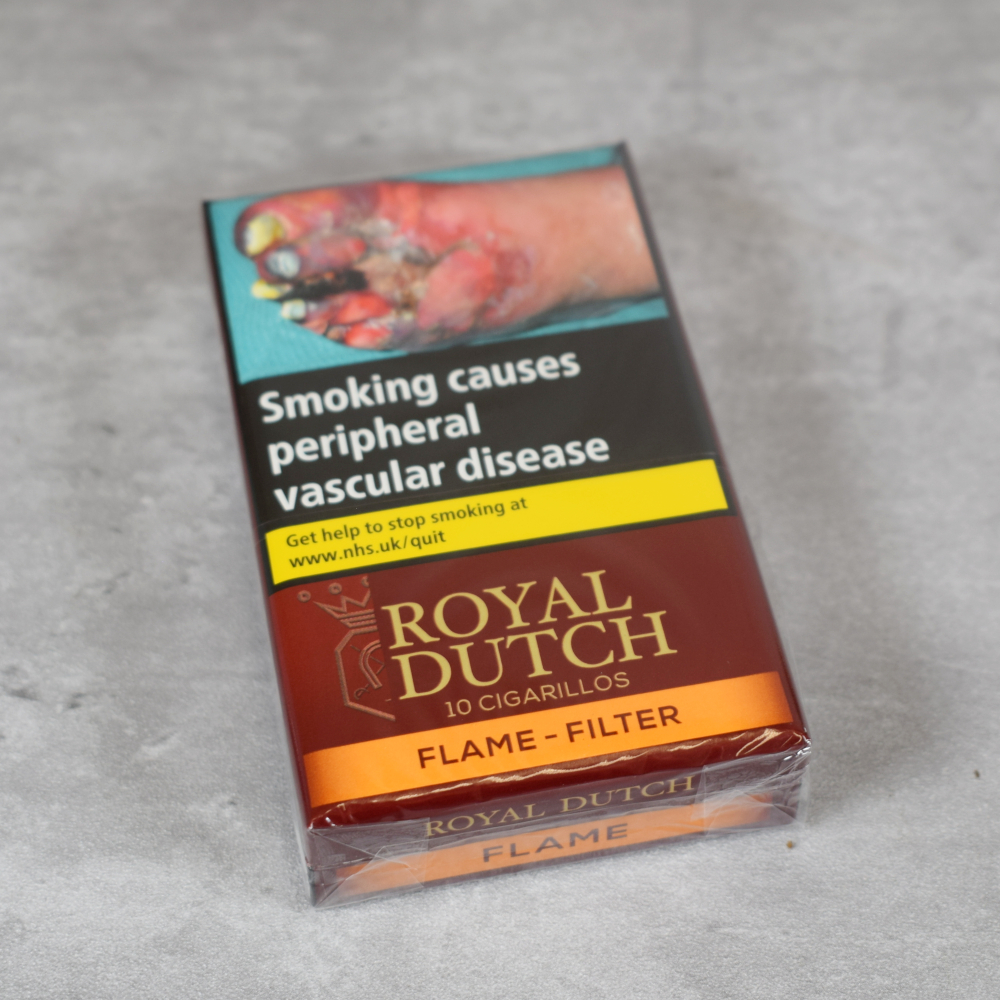 Smoking causes
peripheral
vascular disease
Get help to stop smoking at
www.nhs.uk/quit
ROYAL
DUTCH
10 CIGARILLOS
FLAME - FILTER
ROYAL DUTCH
FLAME